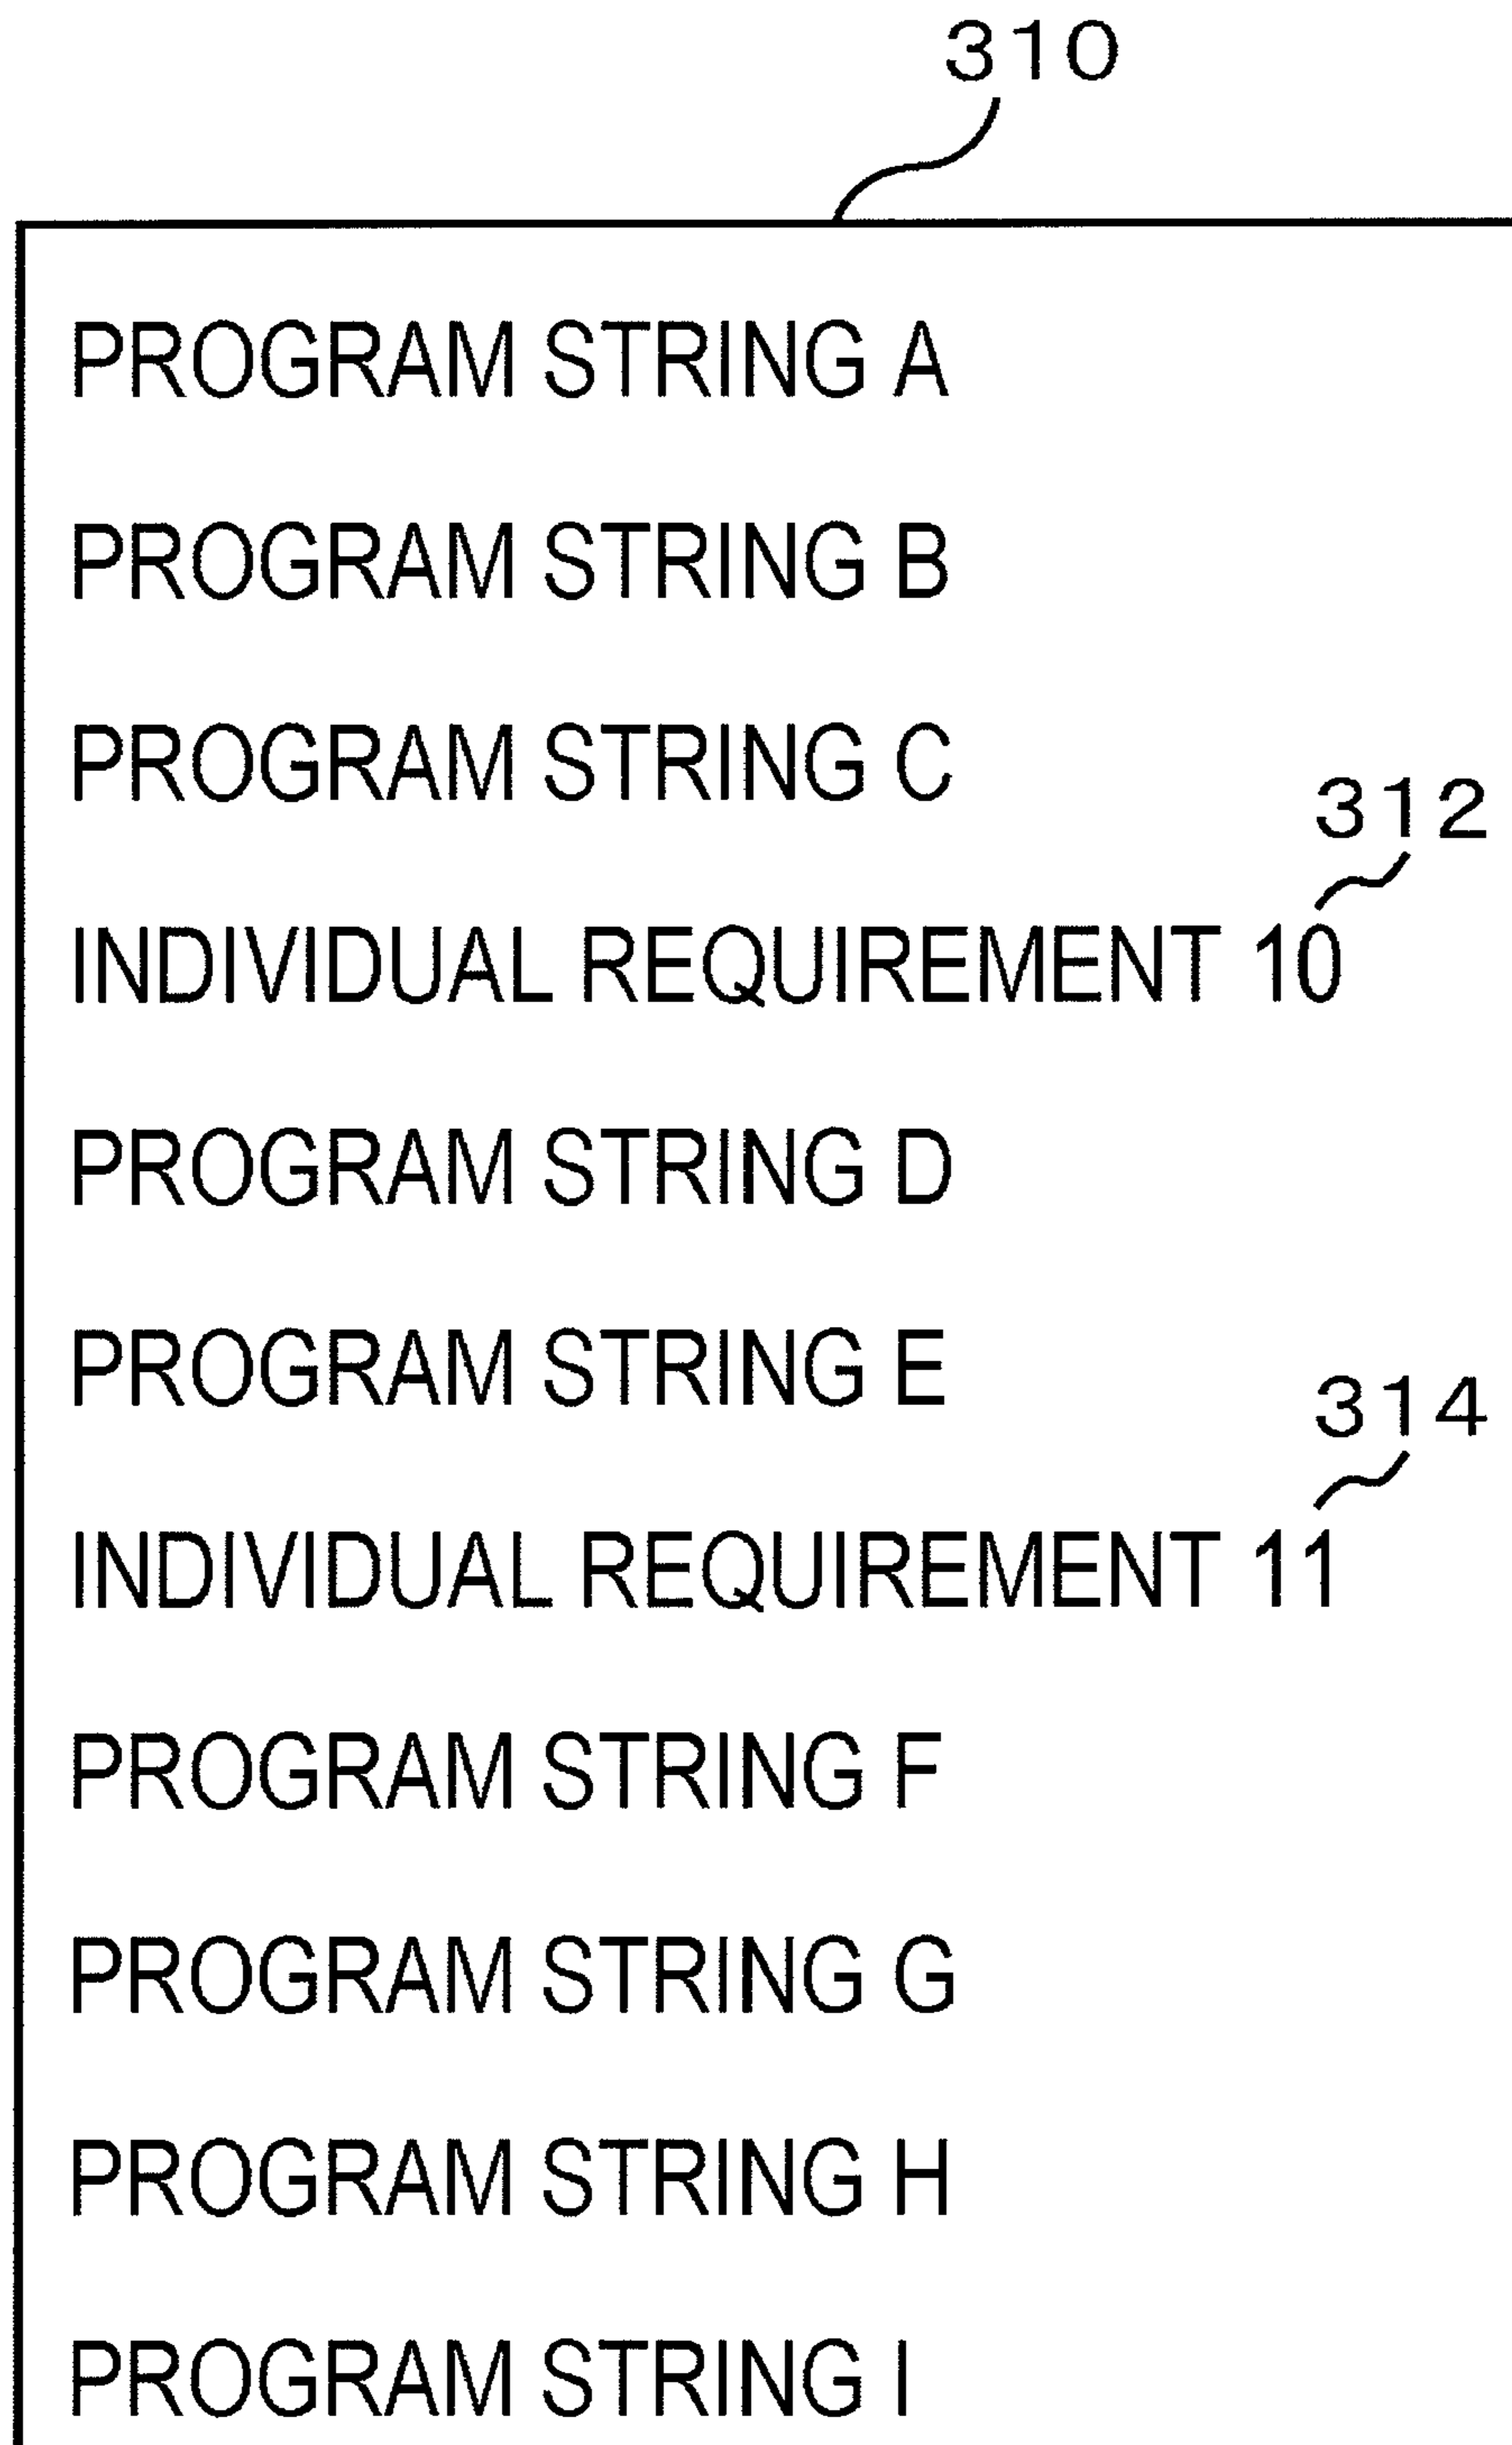 310
PROGRAM STRING A
PROGRAM STRING B
PROGRAM STRING C
312
INDIVIDUAL REQUIREMENT 10
PROGRAM STRING D
PROGRAM STRING E
314
INDIVIDUAL REQUIREMENT 11
PROGRAM STRING F
PROGRAM STRING G
PROGRAM STRING H
PROGRAM STRING I